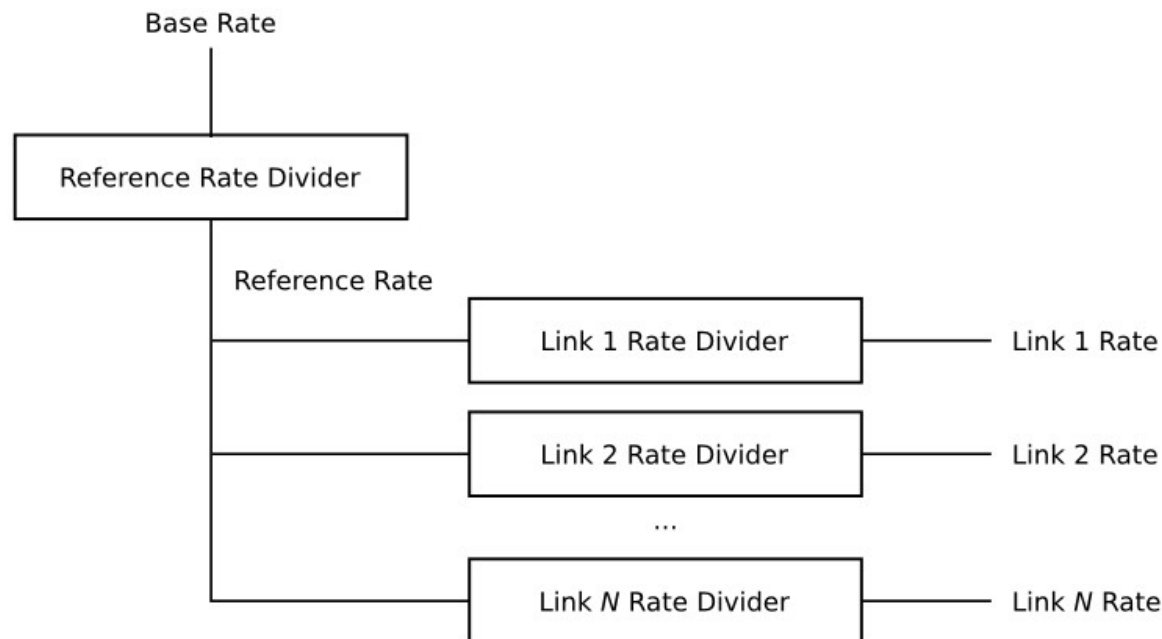 Base Rate
Reference Rate Divider
Reference Rate
Link 1 Rate Divider
Link 1 Rate
Link 2 Rate Divider
Link 2 Rate
...
Link N Rate Divider
Link N Rate